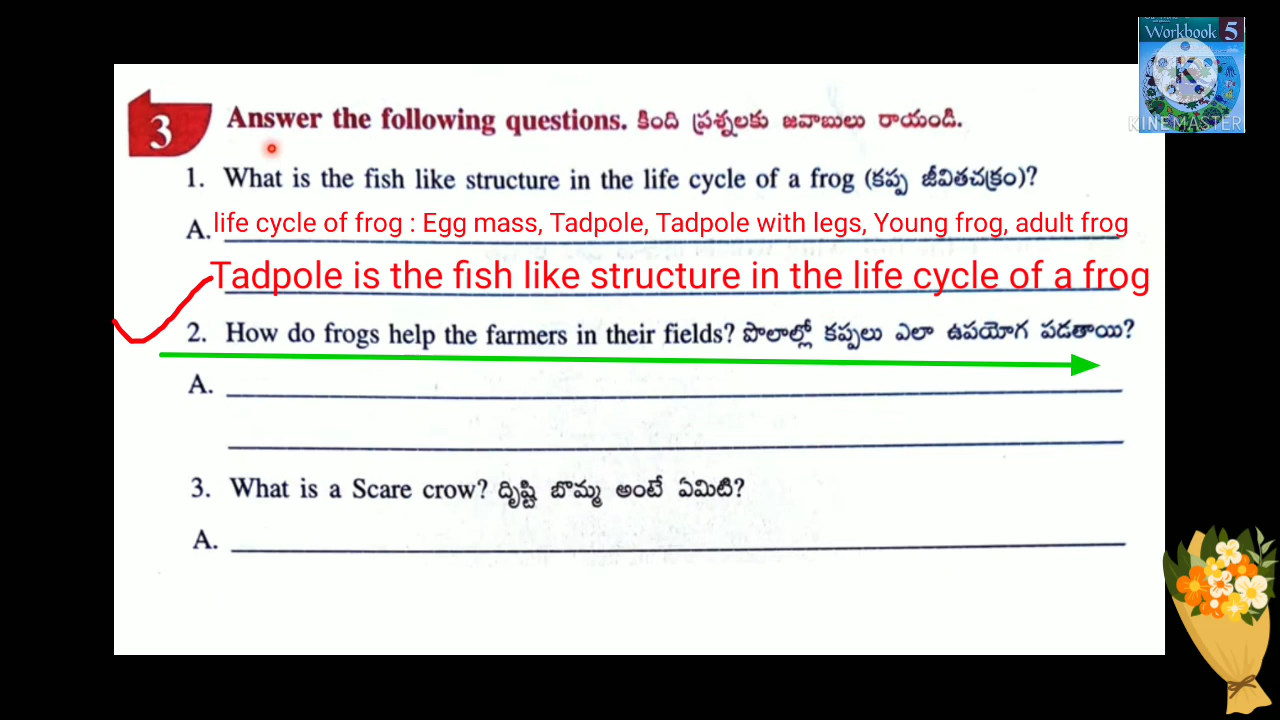 Workbook 5
KINEMASTER
3
Answer the following questions. కింది ప్రశ్నలకు జవాబులు రాయండి.
1. What is the fish like structure in the life cycle of a frog (కప్ప జీవితచక్రం)?
A. life cycle of frog : Egg mass, Tadpole, Tadpole with legs, Young frog, adult frog
Tadpole is the fish like structure in the life cycle of a frog
2. How do frogs help the farmers in their fields? పొలాల్లో కప్పలు ఎలా ఉపయోగ పడతాయి?
A.
3. What is a Scare crow? దృిష్టి బొమ్మ అంటే ఏమిటి?
A.